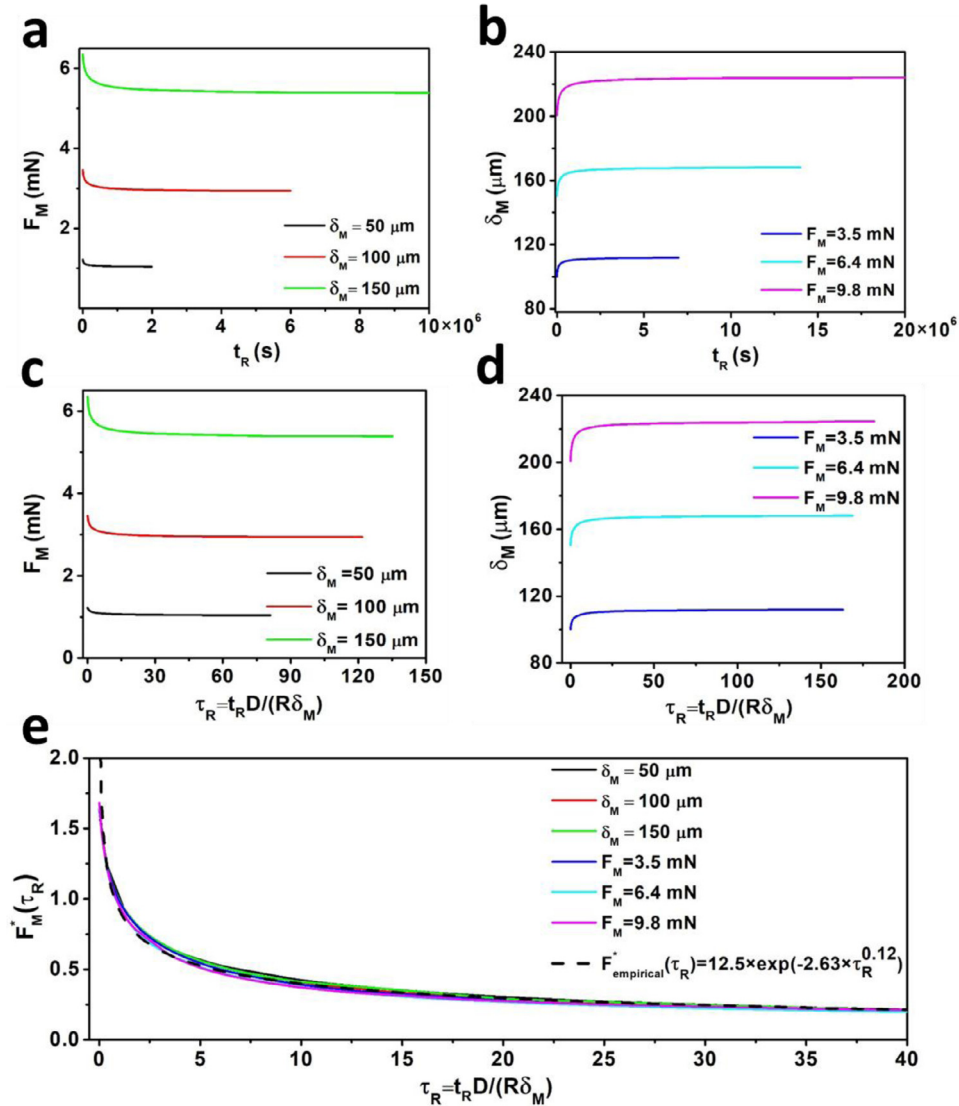 a
6
4
2
F_M (mN)
δ_M = 50 μm
δ_M = 100 μm
δ_M = 150 μm
0 2 4 6 8 10×10^6
t_R (s)
b
240
200
160
120
80
δ_M (μm)
F_M=3.5 mN
F_M=6.4 mN
F_M=9.8 mN
0 5 10 15 20×10^6
t_R (s)
c
6
4
2
0
F_M (mN)
δ_M =50 μm
δ_M= 100 μm
δ_M= 150 μm
0 30 60 90 120 150
τ_R=t_RD/(Rδ_M)
d
240
200
160
120
80
δ_M (μm)
F_M=3.5 mN
F_M=6.4 mN
F_M=9.8 mN
0 50 100 150 200
τ_R=t_RD/(Rδ_M)
e
2.0
1.5
1.0
0.5
0.0
F*_M(τ_R)
δ_M = 50 μm
δ_M = 100 μm
δ_M = 150 μm
F_M=3.5 mN
F_M=6.4 mN
F_M=9.8 mN
F*_empirical(τ_R)=12.5×exp(-2.63×τ_R^0.12)
0 5 10 15 20 25 30 35 40
τ_R=t_RD/(Rδ_M)